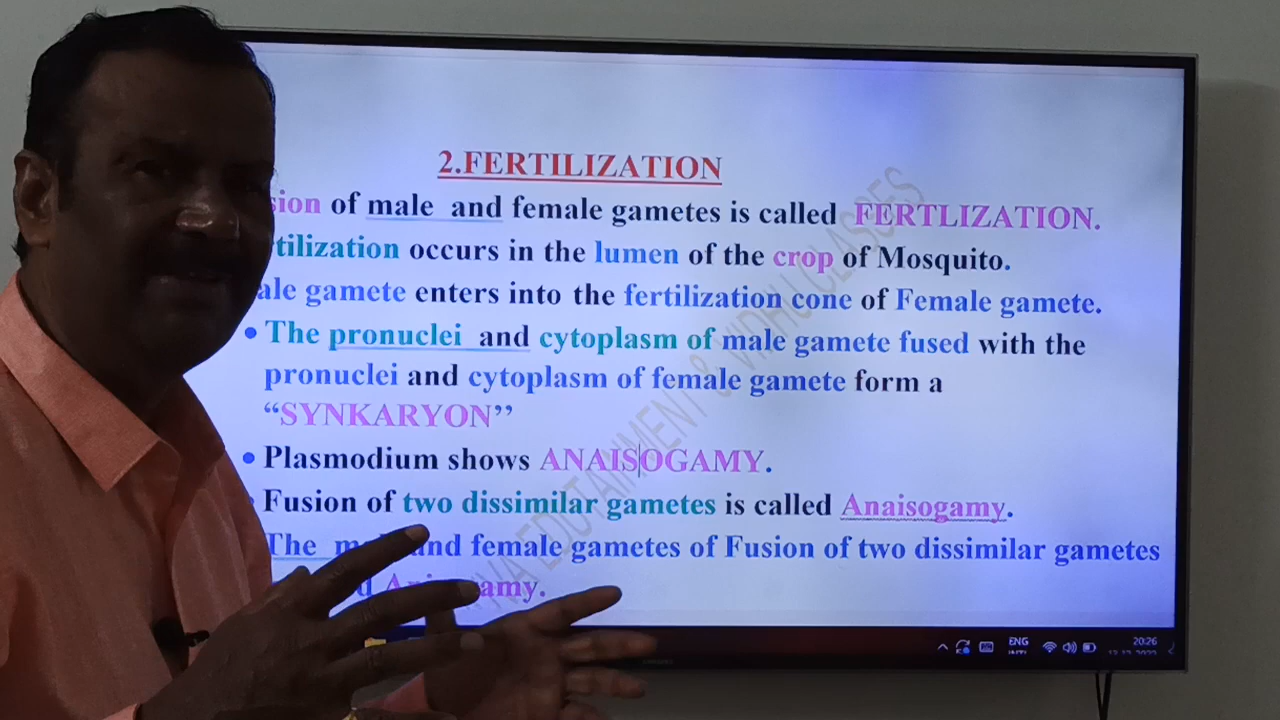 2.FERTILIZATION
sion of male and female gametes is called FERTLIZATION.
tilization occurs in the lumen of the crop of Mosquito.
ale gamete enters into the fertilization cone of Female gamete.
• The pronuclei and cytoplasm of male gamete fused with the
pronuclei and cytoplasm of female gamete form a
“SYNKARYON”
• Plasmodium shows ANAISOGAMY.
• Fusion of two dissimilar gametes is called Anaisogamy.
The and female gametes of Fusion of two dissimilar gametes
amy.
EDUTAINMENT & VIDHU CLASSES
ENG
20:26